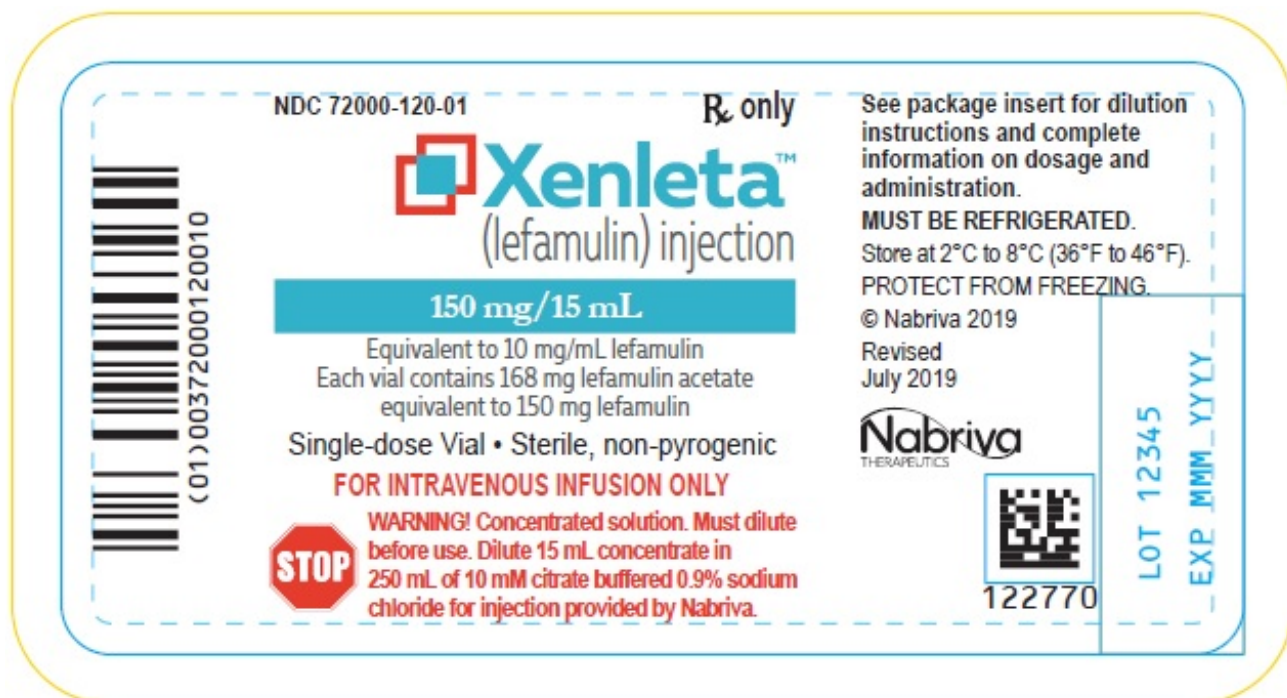 (01)00372000120010
NDC 72000-120-01
Rx only
Xenleta™
(lefamulin) injection
150 mg/15 mL
Equivalent to 10 mg/mL lefamulin
Each vial contains 168 mg lefamulin acetate
equivalent to 150 mg lefamulin
Single-dose Vial • Sterile, non-pyrogenic
FOR INTRAVENOUS INFUSION ONLY
STOP
WARNING! Concentrated solution. Must dilute
before use. Dilute 15 mL concentrate in
250 mL of 10 mM citrate buffered 0.9% sodium
chloride for injection provided by Nabriva.
See package insert for dilution
instructions and complete
information on dosage and
administration.
MUST BE REFRIGERATED.
Store at 2°C to 8°C (36°F to 46°F).
PROTECT FROM FREEZING.
© Nabriva 2019
Revised
July 2019
Nabriva
THERAPEUTICS
122770
LOT 12345
EXP MMM YYYY